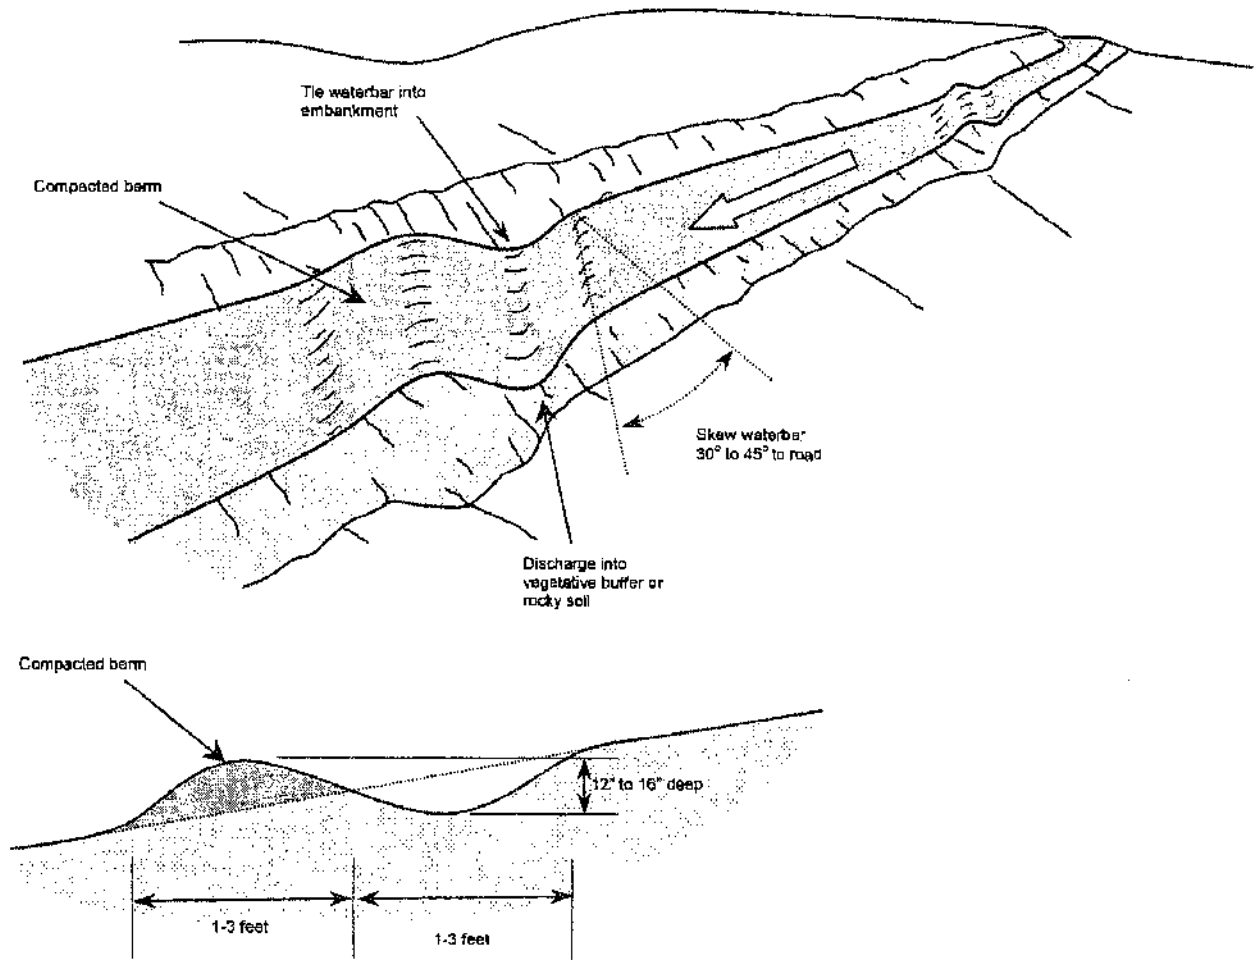 Tie waterbar into
embankment
Compacted berm
Skew waterbar
30° to 45° to road
Discharge into
vegetative buffer or
rocky soil
Compacted berm
12" to 16" deep
1-3 feet
1-3 feet